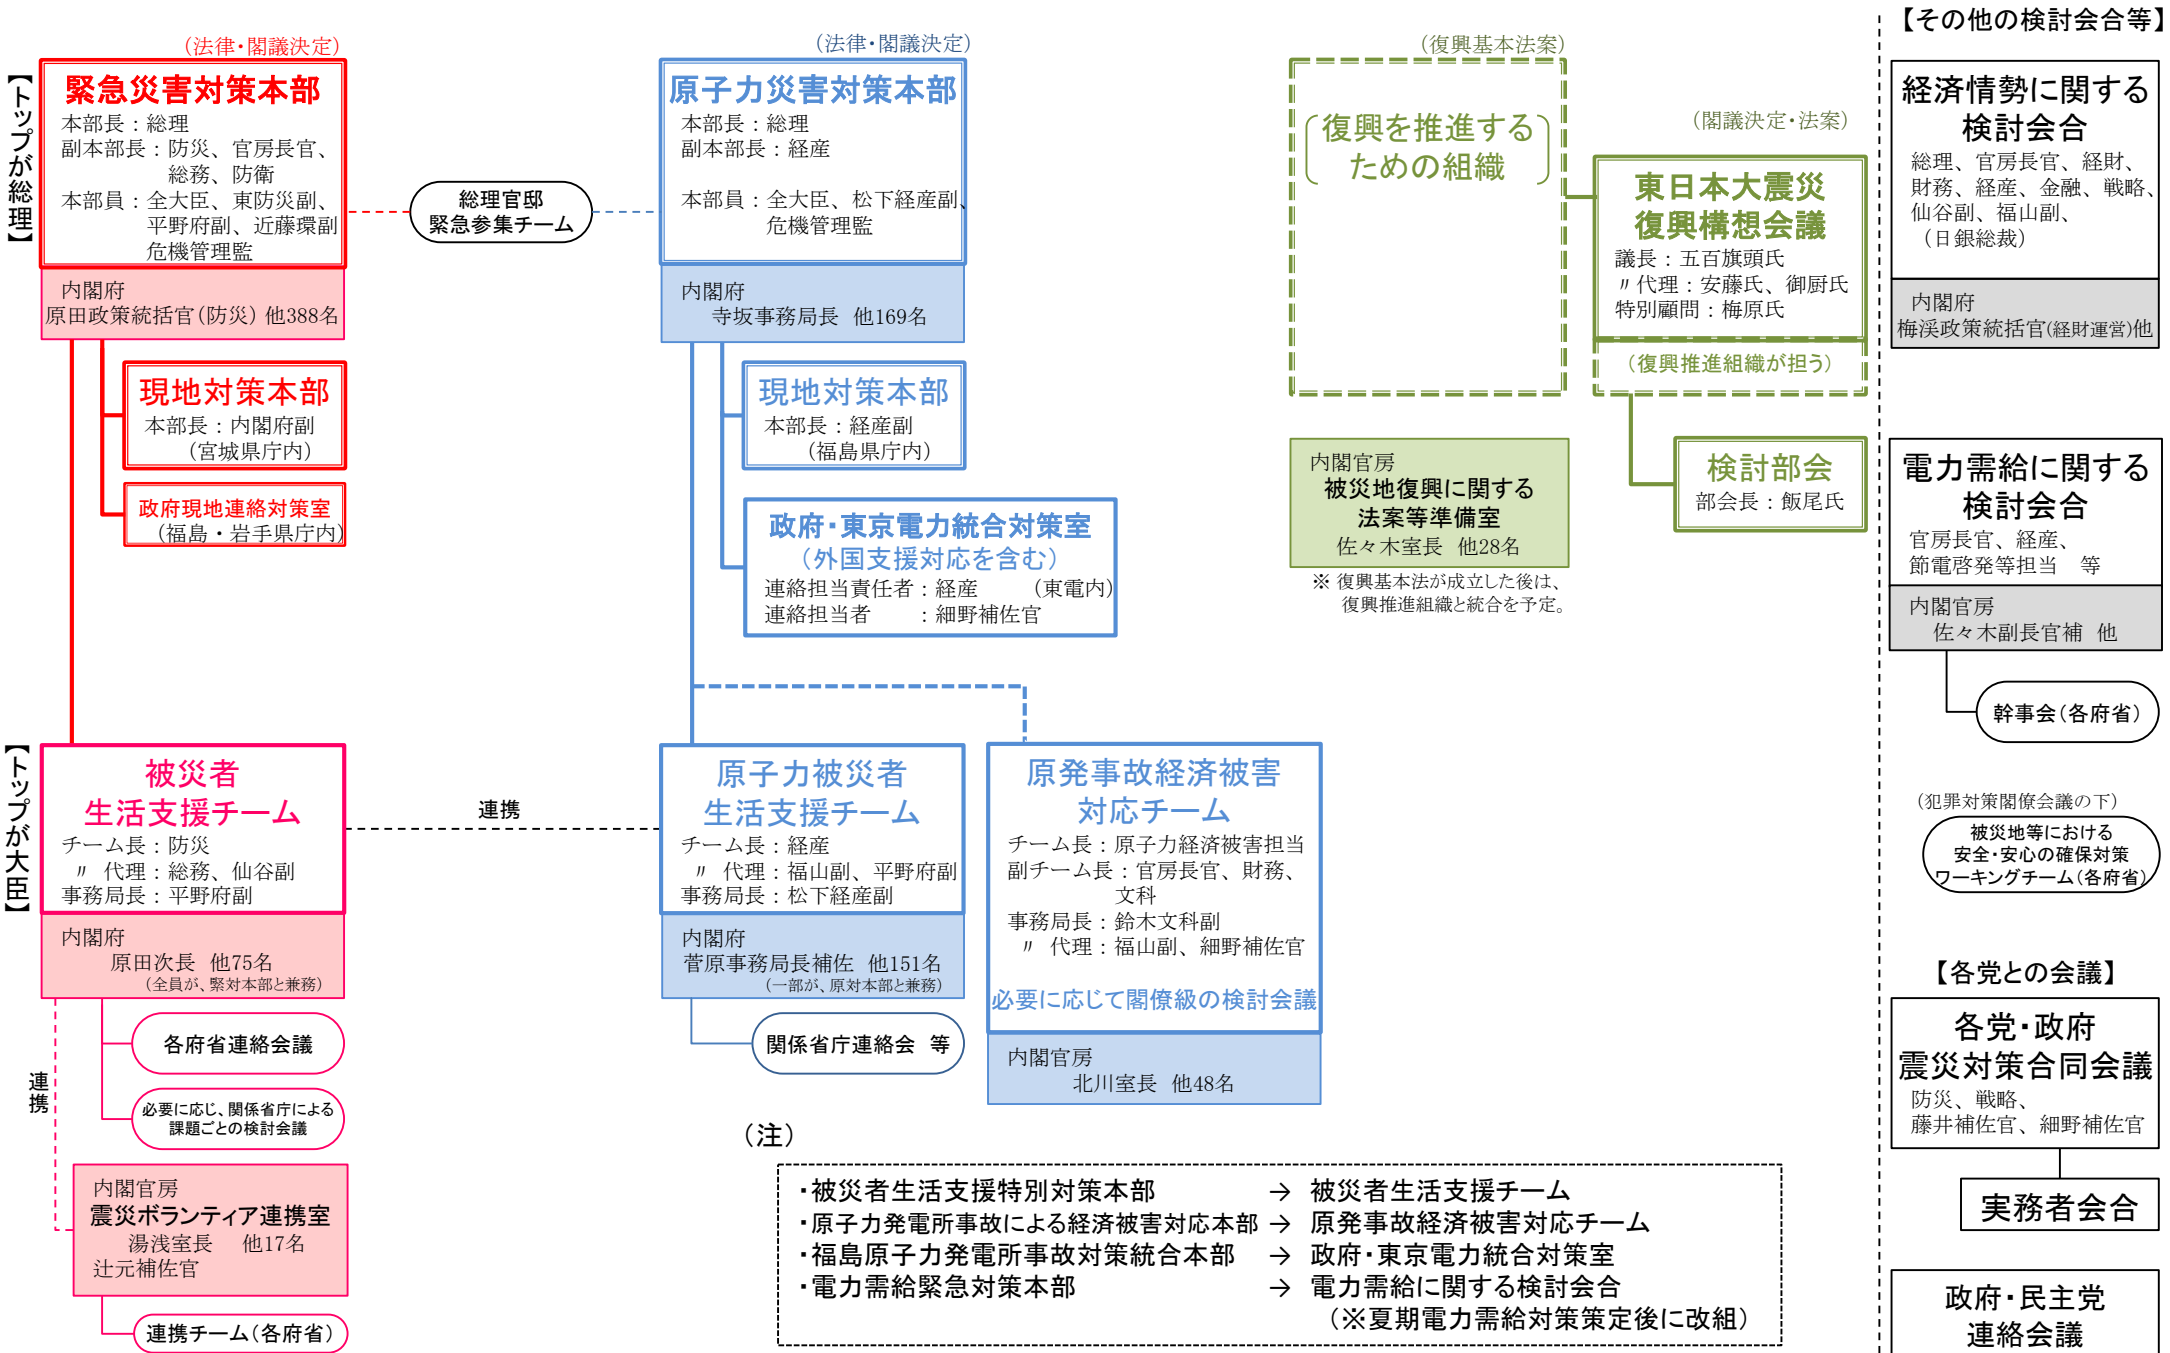 【トップが総理】
(法律・閣議決定)
緊急災害対策本部
本部長：総理
副本部長：防災、官房長官、
総務、防衛
本部員：全大臣、東防災副、
平野府副、近藤環副
危機管理監
内閣府
原田政策統括官(防災) 他388名
現地対策本部
本部長：内閣府副
(宮城県庁内)
政府現地連絡対策室
(福島・岩手県庁内)
総理官邸
緊急参集チーム
(法律・閣議決定)
原子力災害対策本部
本部長：総理
副本部長：経産
本部員：全大臣、松下経産副、
危機管理監
内閣府
寺坂事務局長 他169名
現地対策本部
本部長：経産副
(福島県庁内)
政府・東京電力統合対策室
(外国支援対応を含む)
連絡担当責任者：経産 (東電内)
連絡担当者 ：細野補佐官
(復興基本法案)
復興を推進する
ための組織
(閣議決定・法案)
東日本大震災
復興構想会議
議長：五百旗頭氏
〃代理：安藤氏、御厨氏
特別顧問：梅原氏
(復興推進組織が担う)
検討部会
部会長：飯尾氏
内閣官房
被災地復興に関する
法案等準備室
佐々木室長 他28名
※ 復興基本法が成立した後は、
復興推進組織と統合を予定。
【トップが大臣】
被災者
生活支援チーム
チーム長：防災
〃 代理：総務、仙谷副
事務局長：平野府副
内閣府
原田次長 他75名
(全員が、緊対本部と兼務)
各府省連絡会議
必要に応じ、関係省庁による
課題ごとの検討会議
連携
内閣官房
震災ボランティア連携室
湯浅室長 他17名
辻元補佐官
連携チーム(各府省)
連携
原子力被災者
生活支援チーム
チーム長：経産
〃 代理：福山副、平野府副
事務局長：松下経産副
内閣府
菅原事務局長補佐 他151名
(一部が、原対本部と兼務)
関係省庁連絡会 等
原発事故経済被害
対応チーム
チーム長：原子力経済被害担当
副チーム長：官房長官、財務、
文科
事務局長：鈴木文科副
〃 代理：福山副、細野補佐官
必要に応じて閣僚級の検討会議
内閣官房
北川室長 他48名
(注)
・被災者生活支援特別対策本部 → 被災者生活支援チーム
・原子力発電所事故による経済被害対応本部 → 原発事故経済被害対応チーム
・福島原子力発電所事故対策統合本部 → 政府・東京電力統合対策室
・電力需給緊急対策本部 → 電力需給に関する検討会合
(※夏期電力需給対策策定後に改組)
【その他の検討会合等】
経済情勢に関する
検討会合
総理、官房長官、経財、
財務、経産、金融、戦略、
仙谷副、福山副、
(日銀総裁)
内閣府
梅渓政策統括官(経財運営)他
電力需給に関する
検討会合
官房長官、経産、
節電啓発等担当 等
内閣官房
佐々木副長官補 他
幹事会(各府省)
(犯罪対策閣僚会議の下)
被災地等における
安全・安心の確保対策
ワーキングチーム(各府省)
【各党との会議】
各党・政府
震災対策合同会議
防災、戦略、
藤井補佐官、細野補佐官
実務者会合
政府・民主党
連絡会議